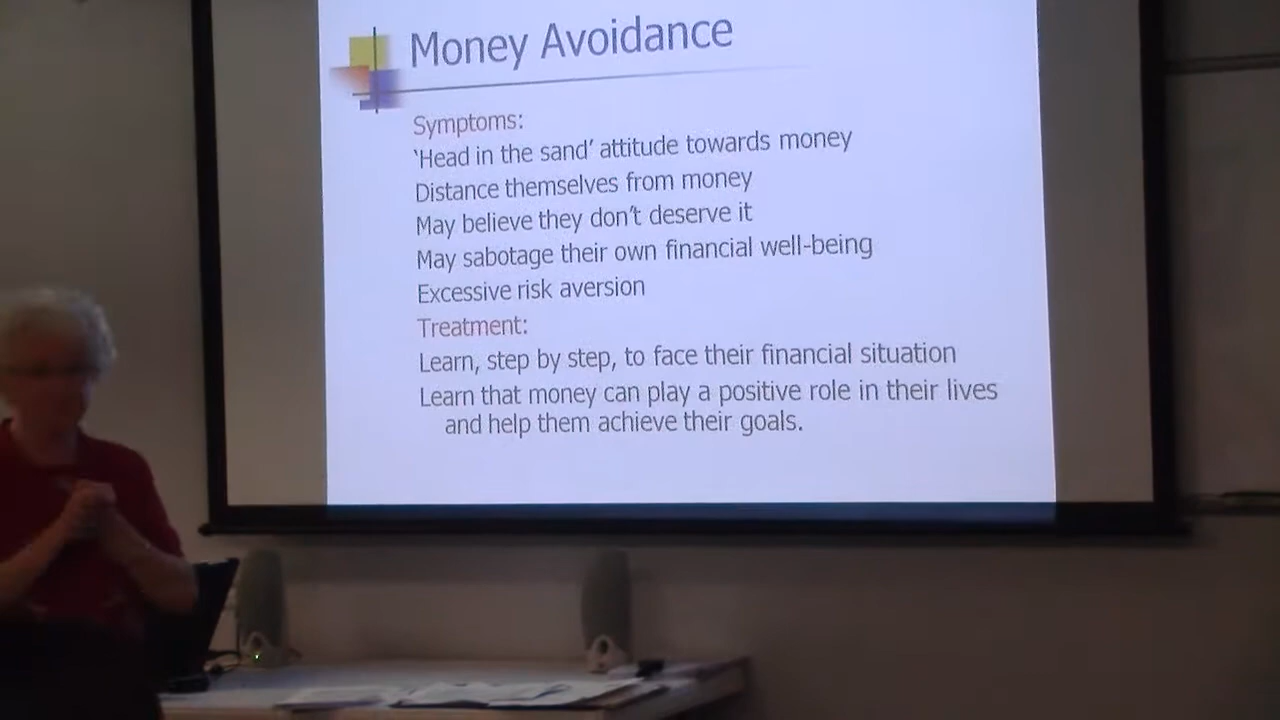 Money Avoidance
Symptoms:
‘Head in the sand’ attitude towards money
Distance themselves from money
May believe they don’t deserve it
May sabotage their own financial well-being
Excessive risk aversion
Treatment:
Learn, step by step, to face their financial situation
Learn that money can play a positive role in their lives
and help them achieve their goals.